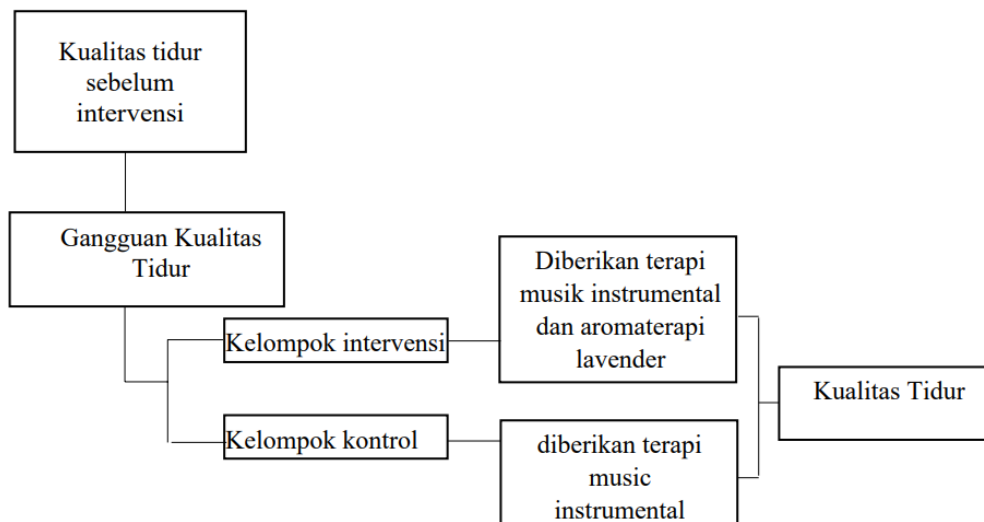 Kualitas tidur
sebelum
intervensi
Gangguan Kualitas
Tidur
Kelompok intervensi
Diberikan terapi
musik instrumental
dan aromaterapi
lavender
Kelompok kontrol
diberikan terapi
music
instrumental
Kualitas Tidur